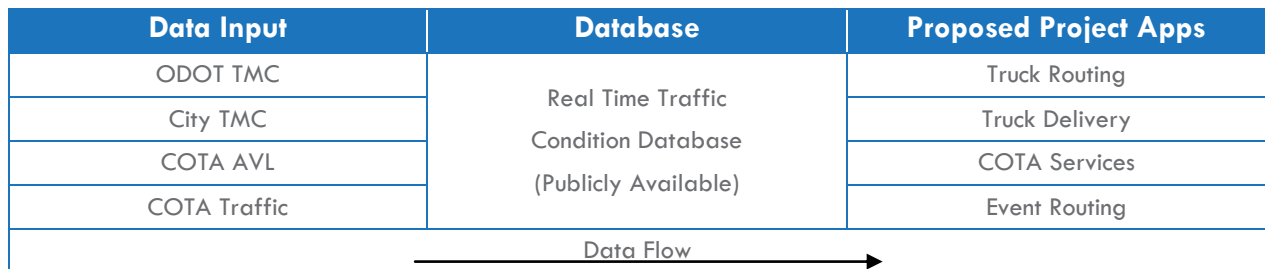 Data Input Database Proposed Project Apps
ODOT TMC
City TMC
COTA AVL
COTA Traffic
Real Time Traffic
Condition Database
(Publicly Available)
Truck Routing
Truck Delivery
COTA Services
Event Routing
Data Flow